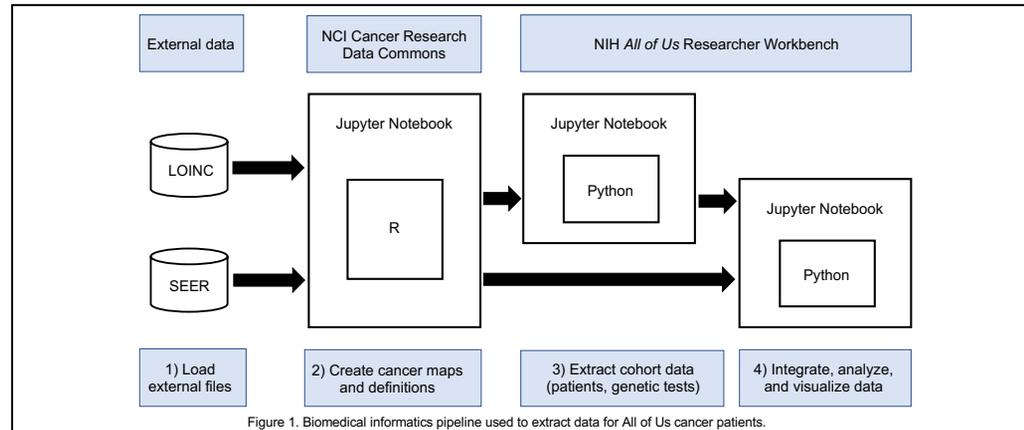 External data
NCI Cancer Research
Data Commons
NIH All of Us Researcher Workbench
Jupyter Notebook
Jupyter Notebook
LOINC
Python
Jupyter Notebook
R
Python
SEER
1) Load
external files
2) Create cancer maps
and definitions
3) Extract cohort data
(patients, genetic tests)
4) Integrate, analyze,
and visualize data
Figure 1. Biomedical informatics pipeline used to extract data for All of Us cancer patients.